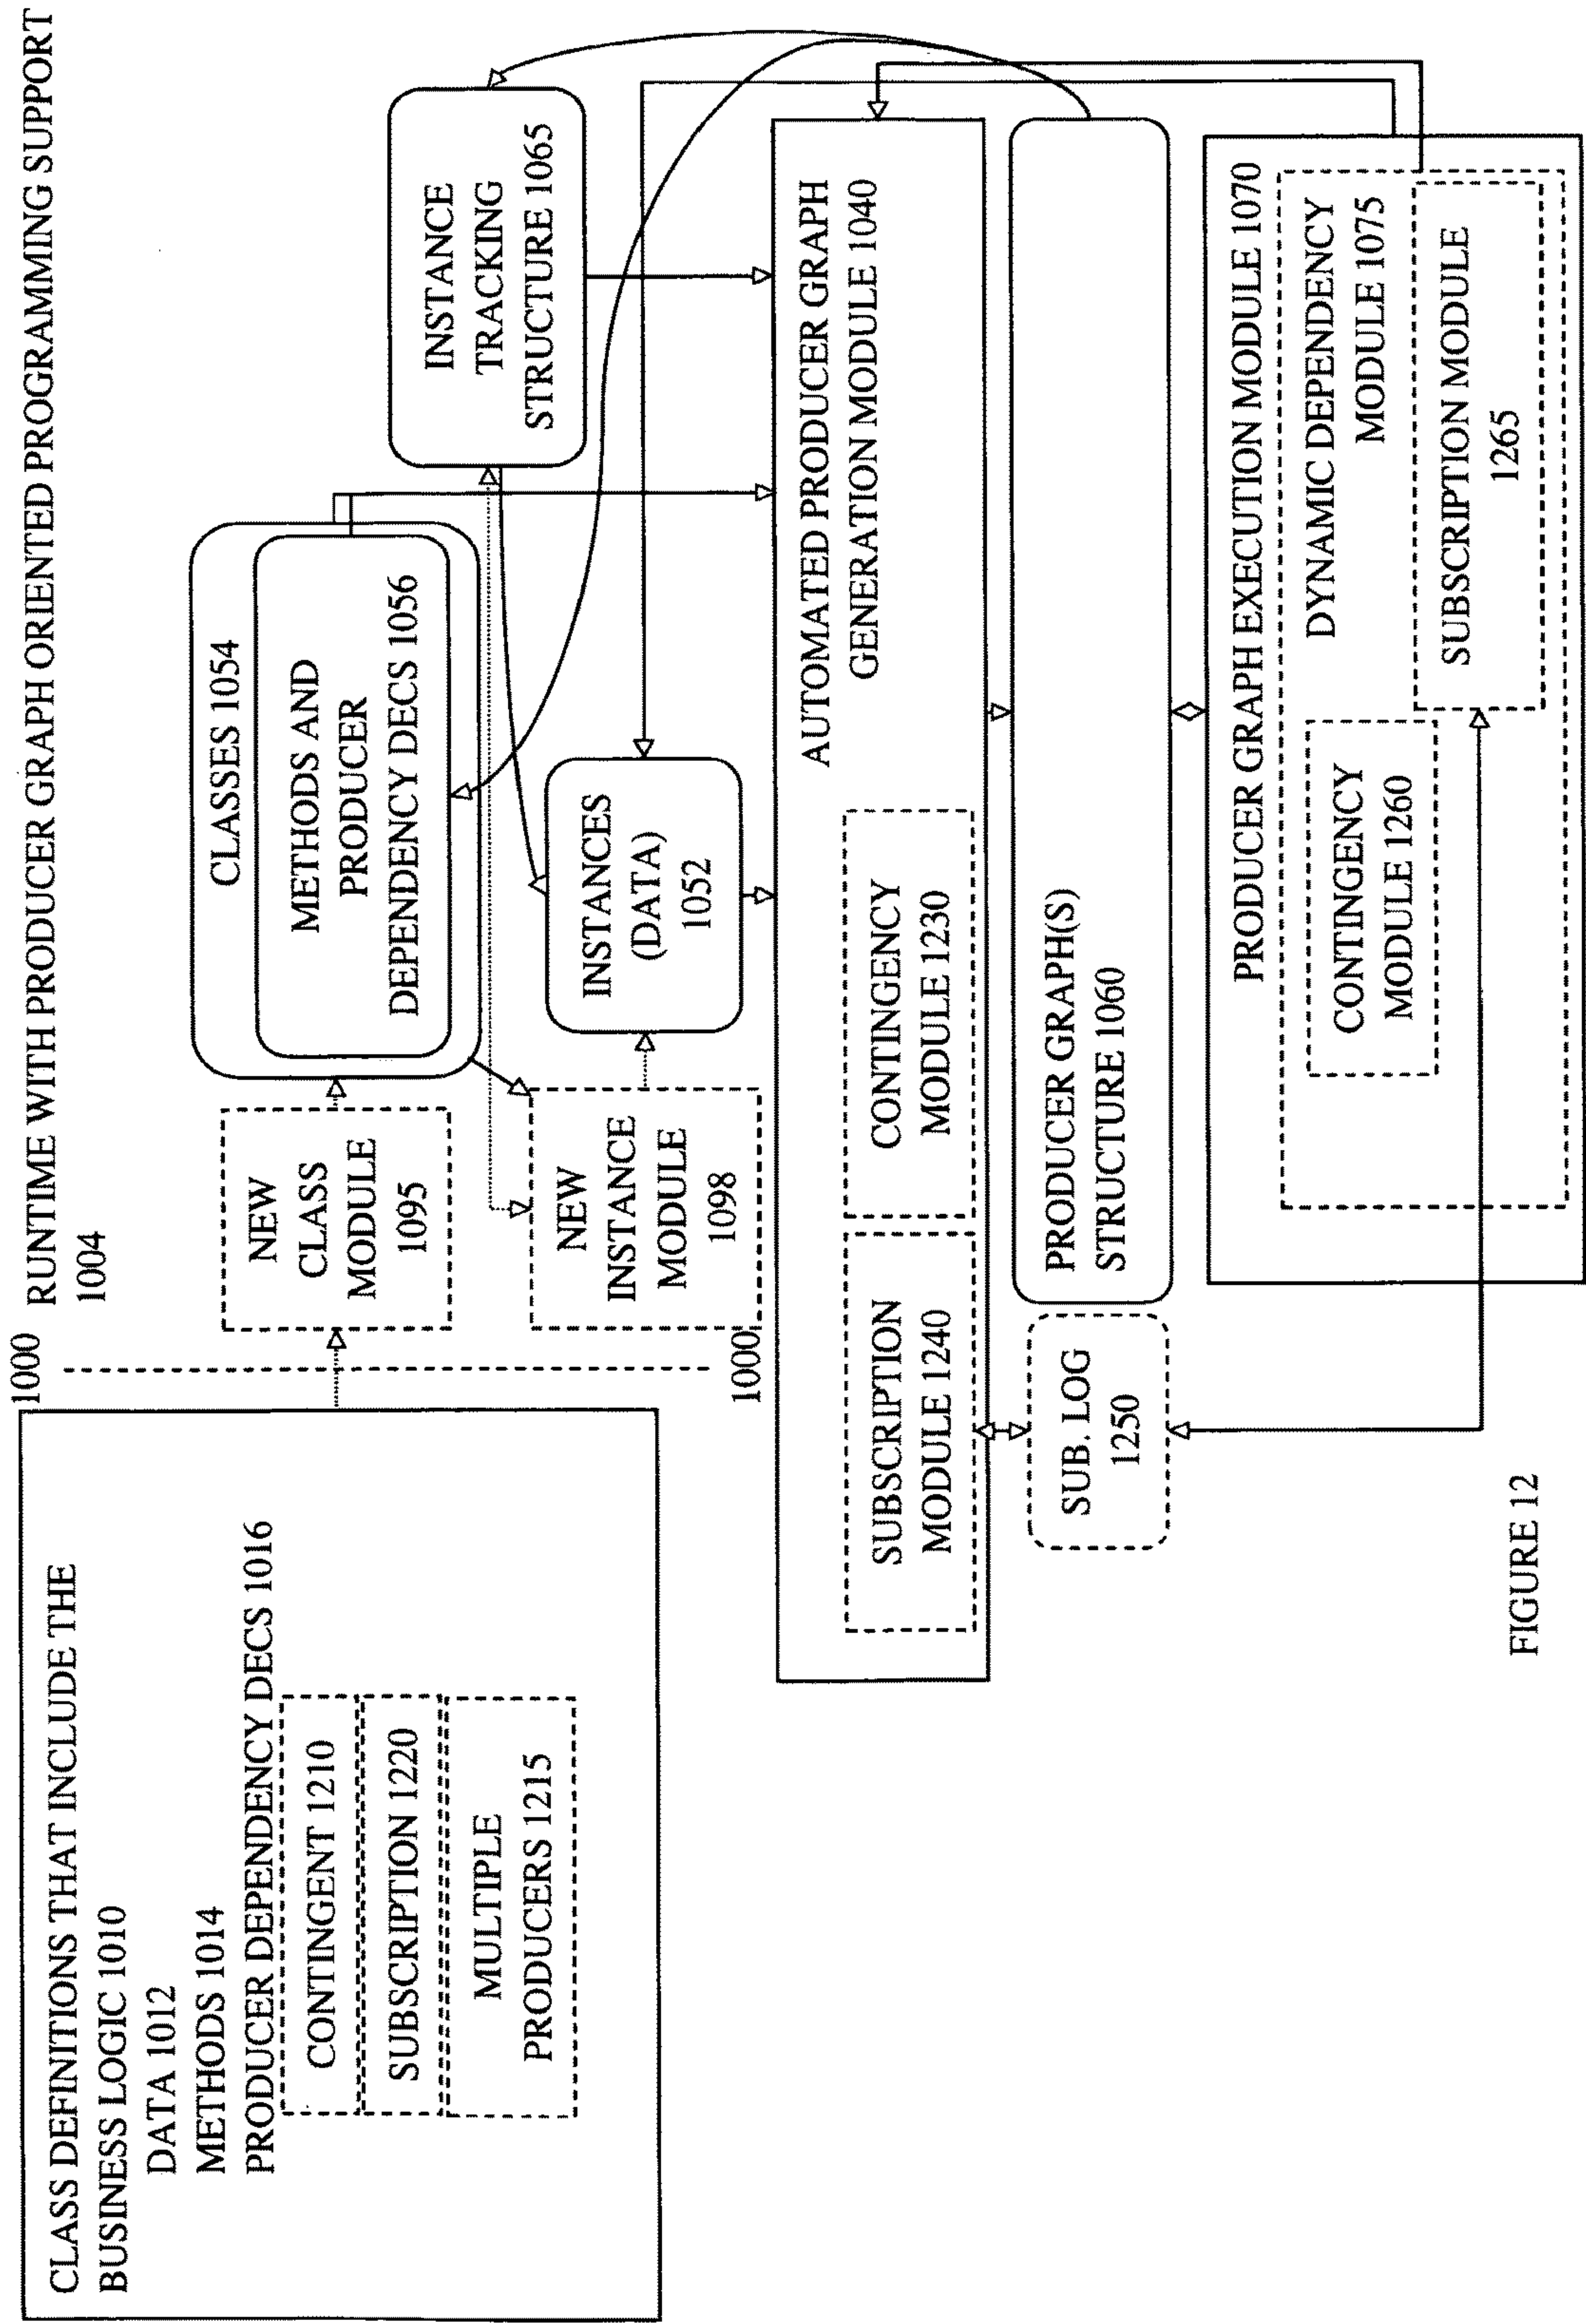 1000
RUNTIME WITH PRODUCER GRAPH ORIENTED PROGRAMMING SUPPORT
1004
CLASS DEFINITIONS THAT INCLUDE THE
BUSINESS LOGIC 1010
DATA 1012
METHODS 1014
PRODUCER DEPENDENCY DECS 1016
CONTINGENT 1210
SUBSCRIPTION 1220
MULTIPLE
PRODUCERS 1215
1000
NEW
CLASS
MODULE
1095
CLASSES 1054
METHODS AND
PRODUCER
DEPENDENCY DECS 1056
INSTANCE
TRACKING
STRUCTURE 1065
NEW
INSTANCE
MODULE
1098
INSTANCES
(DATA)
1052
AUTOMATED PRODUCER GRAPH
GENERATION MODULE 1040
SUBSCRIPTION
MODULE 1240
CONTINGENCY
MODULE 1230
SUB. LOG
1250
PRODUCER GRAPH(S)
STRUCTURE 1060
PRODUCER GRAPH EXECUTION MODULE 1070
DYNAMIC DEPENDENCY
MODULE 1075
CONTINGENCY
MODULE 1260
SUBSCRIPTION MODULE
1265
FIGURE 12